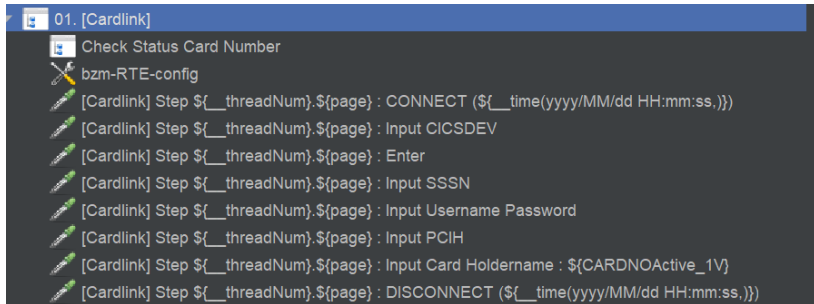 01. [Cardlink]
Check Status Card Number
bzm-RTE-config
[Cardlink] Step ${__threadNum}.${page} : CONNECT (${__time(yyyy/MM/dd HH:mm:ss,)})
[Cardlink] Step ${__threadNum}.${page} : Input CICSDEV
[Cardlink] Step ${__threadNum}.${page} : Enter
[Cardlink] Step ${__threadNum}.${page} : Input SSSN
[Cardlink] Step ${__threadNum}.${page} : Input Username Password
[Cardlink] Step ${__threadNum}.${page} : Input PCIH
[Cardlink] Step ${__threadNum}.${page} : Input Card Holdername : ${CARDNOActive_1V}
[Cardlink] Step ${__threadNum}.${page} : DISCONNECT (${__time(yyyy/MM/dd HH:mm:ss,)})